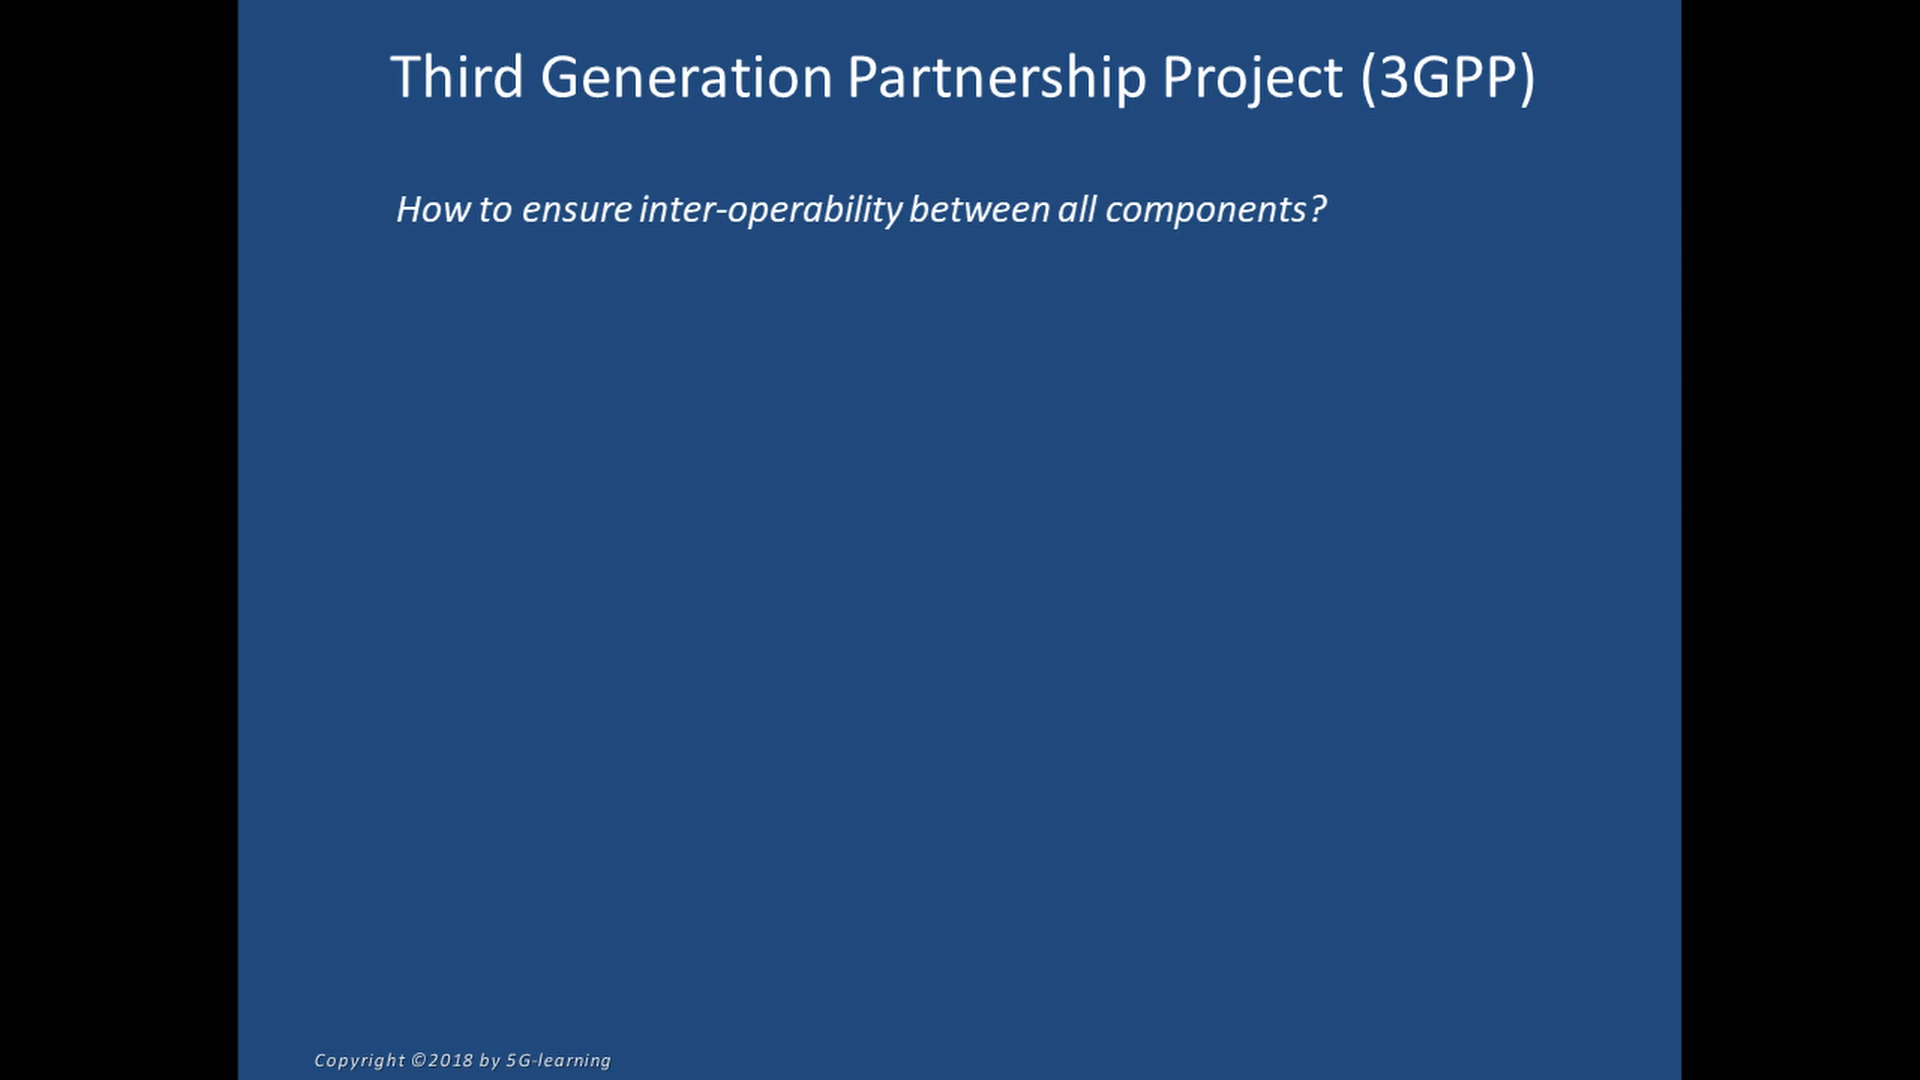 Third Generation Partnership Project (3GPP)
How to ensure inter-operability between all components?
Copyright ©2018 by 5G-learning